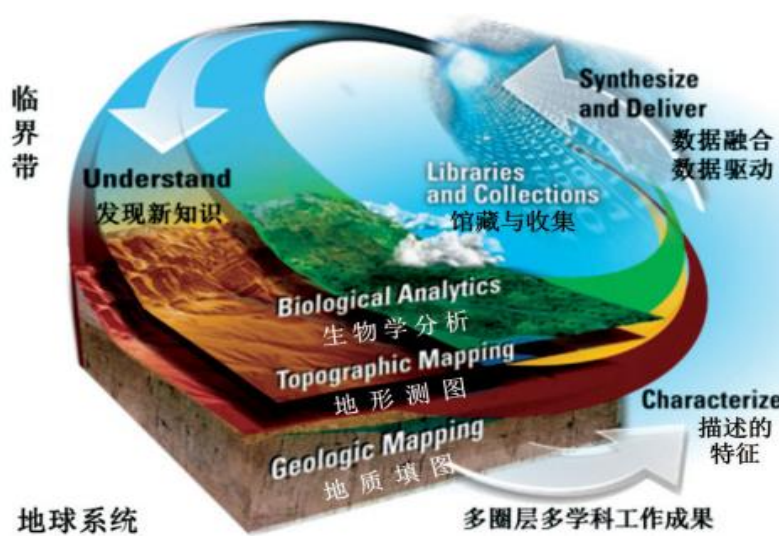 临
界
带
Understand
发现新知识
Synthesize
and Deliver
数据融合
数据驱动
Libraries
and Collections
馆藏与收集
Biological Analytics
生物学分析
Topographic Mapping
地形测图
Geologic Mapping
地质填图
Characterize
描述的
特征
地球系统
多圈层多学科工作成果